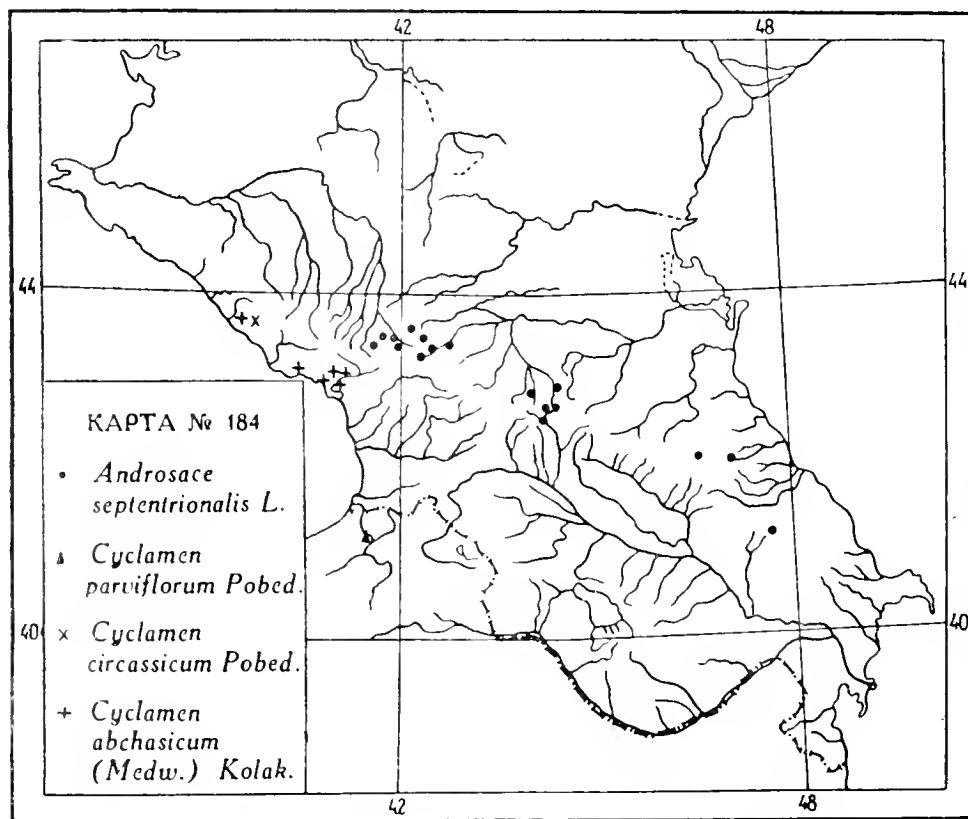 42 48
44 44
КАРТА № 184
Androsace
septentrionalis L.
Cyclamen
parviflorum Pobed.
40 40
Cyclamen
circassicum Pobed.
Cyclamen
abchasicum
(Medw.) Kolak.
42 48